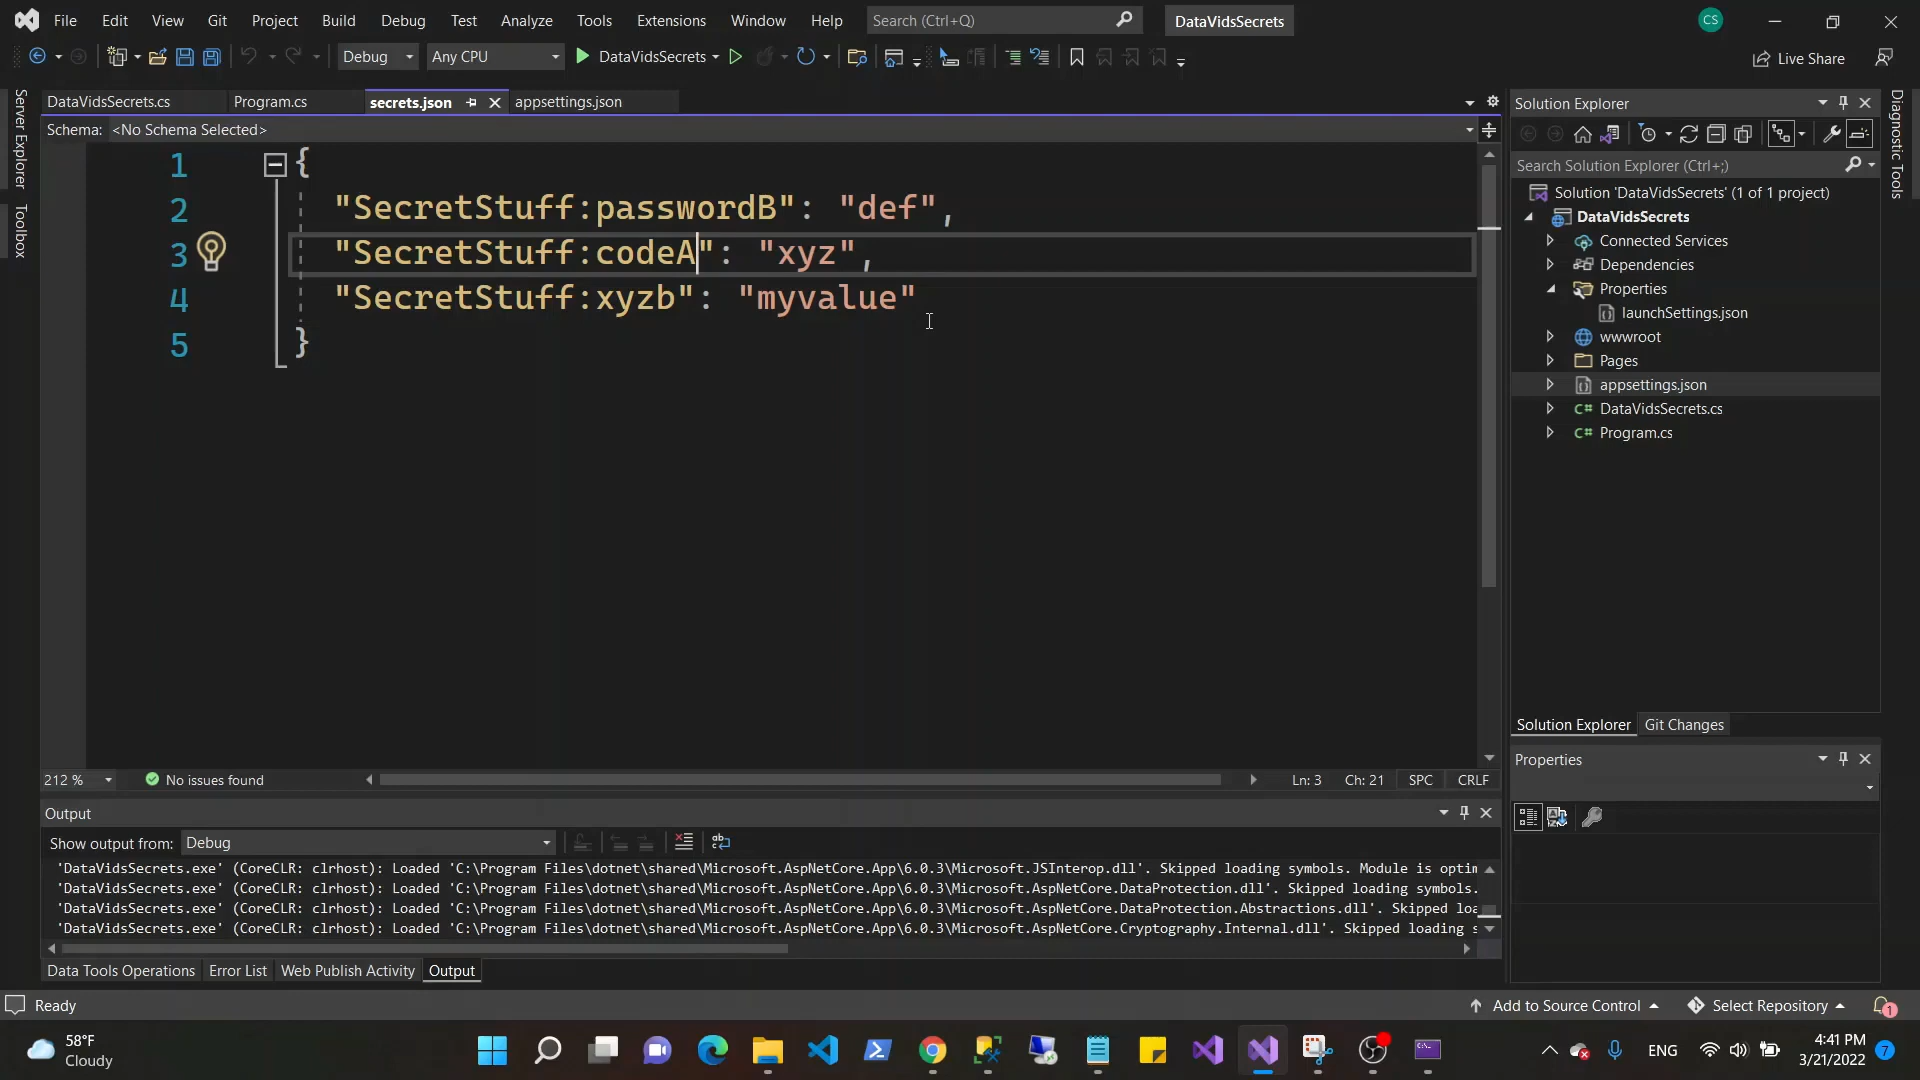 File Edit View Git Project Build Debug Test Analyze Tools Extensions Window Help Search (Ctrl+Q) DataVidsSecrets CS
Debug Any CPU DataVidsSecrets Live Share
Server Explorer
Toolbox
DataVidsSecrets.cs Program.cs secrets.json appsettings.json
Schema: <No Schema Selected>
1 {
2 "SecretStuff:passwordB": "def",
3 "SecretStuff:codeA": "xyz",
4 "SecretStuff:xyzb": "myvalue"
5 }
212 % No issues found Ln: 3 Ch: 21 SPC CRLF
Output
Show output from: Debug
'DataVidsSecrets.exe' (CoreCLR: clrhost): Loaded 'C:\Program Files\dotnet\shared\Microsoft.AspNetCore.App\6.0.3\Microsoft.JSInterop.dll'. Skipped loading symbols. Module is optim
'DataVidsSecrets.exe' (CoreCLR: clrhost): Loaded 'C:\Program Files\dotnet\shared\Microsoft.AspNetCore.App\6.0.3\Microsoft.AspNetCore.DataProtection.dll'. Skipped loading symbols.
'DataVidsSecrets.exe' (CoreCLR: clrhost): Loaded 'C:\Program Files\dotnet\shared\Microsoft.AspNetCore.App\6.0.3\Microsoft.AspNetCore.DataProtection.Abstractions.dll'. Skipped loa
'DataVidsSecrets.exe' (CoreCLR: clrhost): Loaded 'C:\Program Files\dotnet\shared\Microsoft.AspNetCore.App\6.0.3\Microsoft.AspNetCore.Cryptography.Internal.dll'. Skipped loading s
Data Tools Operations Error List Web Publish Activity Output
Solution Explorer
Search Solution Explorer (Ctrl+;)
Solution 'DataVidsSecrets' (1 of 1 project)
DataVidsSecrets
Connected Services
Dependencies
Properties
launchSettings.json
wwwroot
Pages
appsettings.json
DataVidsSecrets.cs
Program.cs
Solution Explorer Git Changes
Properties
Diagnostic Tools
Ready Add to Source Control Select Repository 1
58°F
Cloudy
ENG
4:41 PM
3/21/2022
7